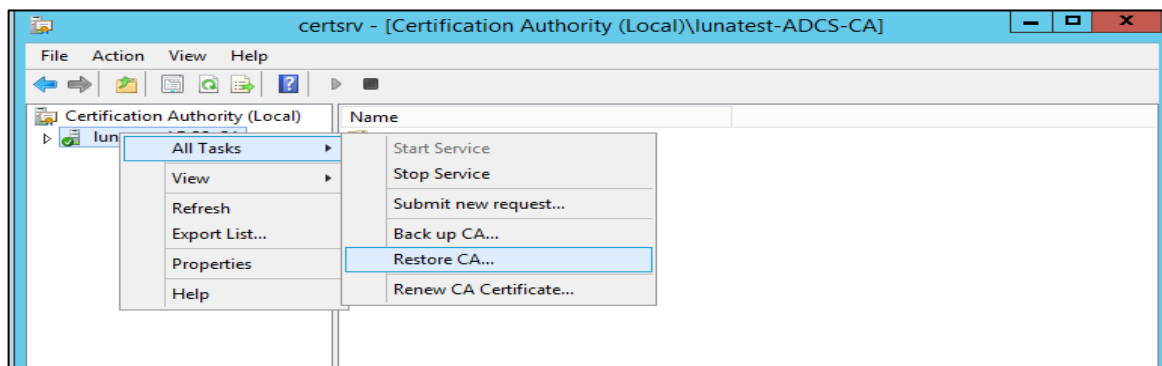 certsrv - [Certification Authority (Local)\lunatest-ADCS-CA]
File Action View Help
Certification Authority (Local)
Name
lun
All Tasks
View
Refresh
Export List...
Properties
Help
Start Service
Stop Service
Submit new request...
Back up CA...
Restore CA...
Renew CA Certificate...